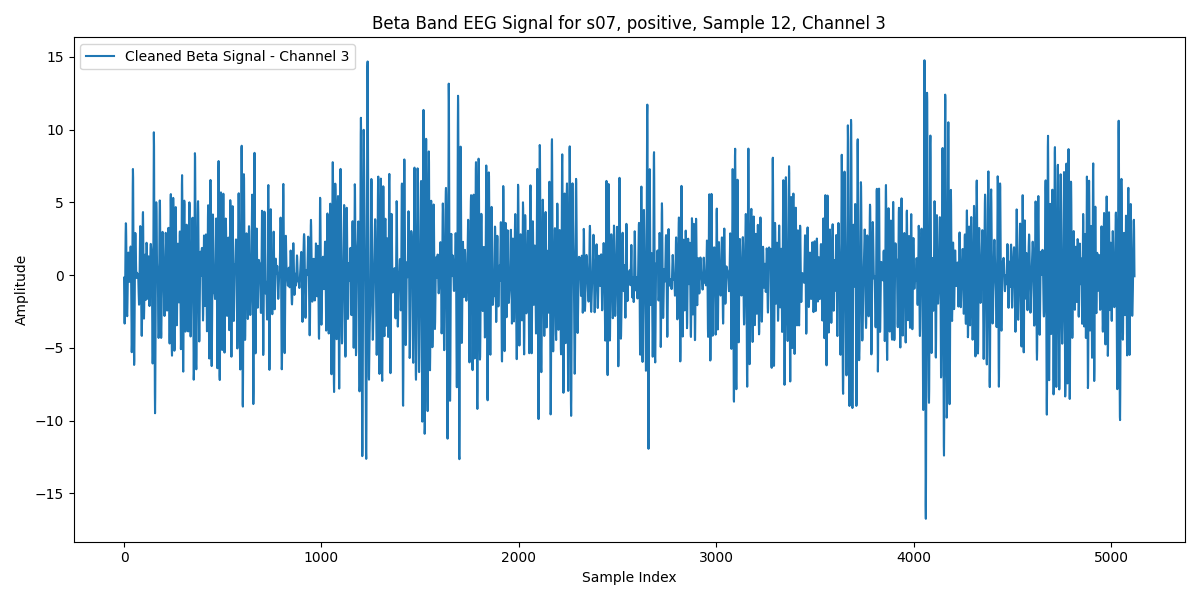 Beta Band EEG Signal for s07, positive, Sample 12, Channel 3
Cleaned Beta Signal - Channel 3
Amplitude
15
10
5
0
−5
−10
−15
0 1000 2000 3000 4000 5000
Sample Index